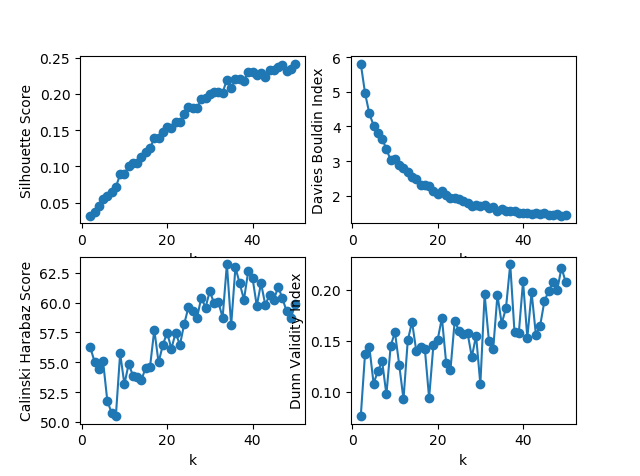 Silhouette Score
0.25
0.20
0.15
0.10
0.05
0 20 40
k
Davies Bouldin Index
6
5
4
3
2
0 20 40
k
Calinski Harabaz Score
62.5
60.0
57.5
55.0
52.5
50.0
0 20 40
k
Dunn Validity Index
0.20
0.15
0.10
0 20 40
k